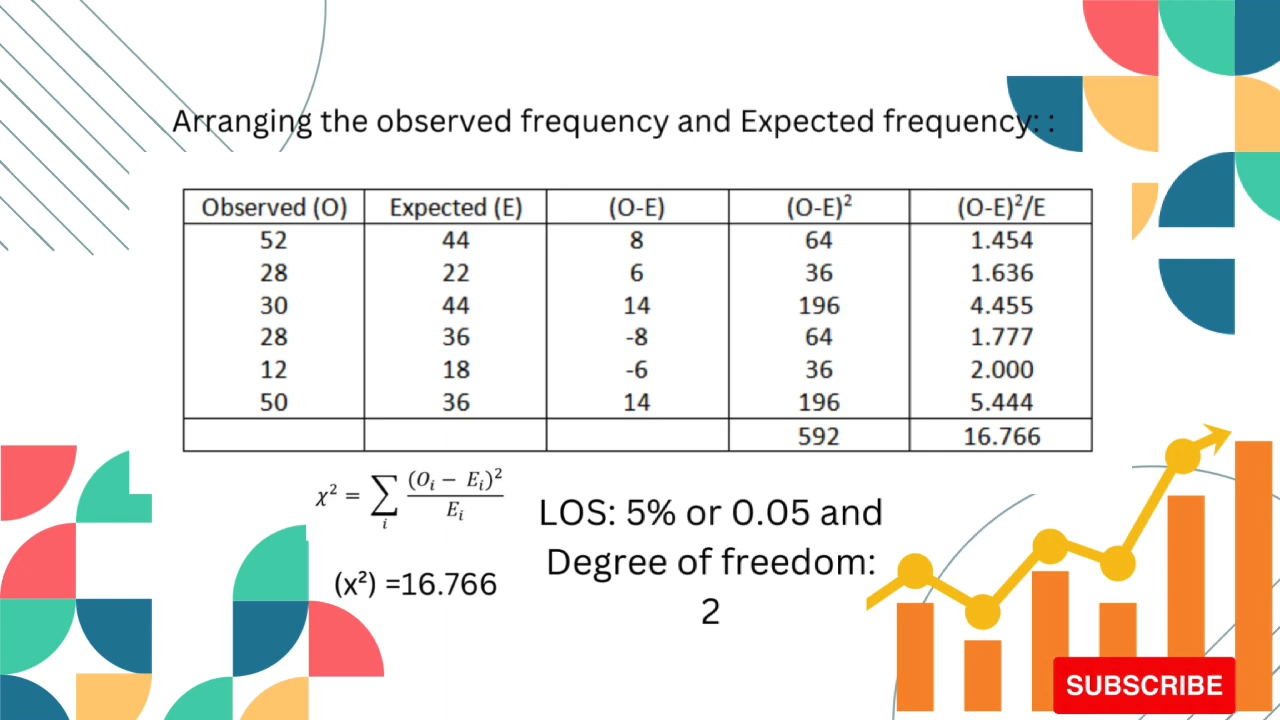 Arranging the observed frequency and Expected frequency: :
Observed (O) Expected (E) (O-E) (O-E)² (O-E)²/E
52 44 8 64 1.454
28 22 6 36 1.636
30 44 14 196 4.455
28 36 -8 64 1.777
12 18 -6 36 2.000
50 36 14 196 5.444
592 16.766
χ² = ∑ᵢ (Oᵢ − Eᵢ)² / Eᵢ
(x²) =16.766
LOS: 5% or 0.05 and
Degree of freedom:
2
SUBSCRIBE